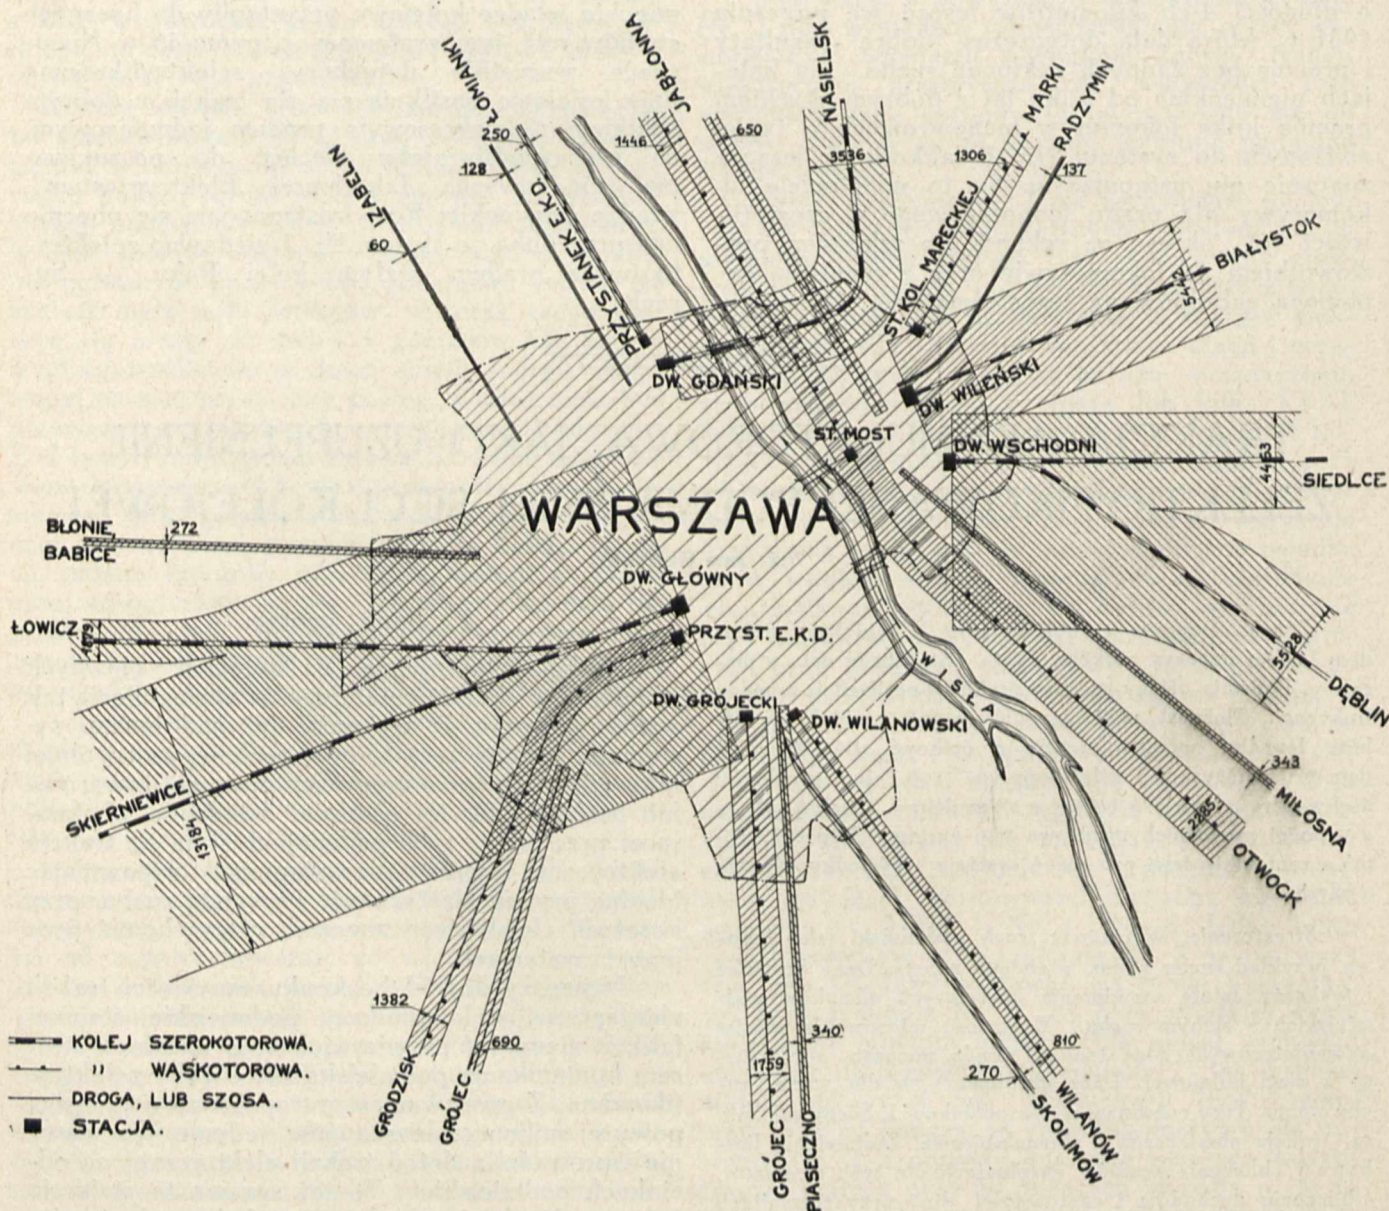 IZABELIN
60
ŁOMIANKI
250
128
PRZYSTANEK E.K.D.
JABŁONNA
1446
650
NASIELSK
3536
MARKI
1306
ST. KOL. MARECKIEJ
RADZYMIN
137
BIAŁYSTOK
5442
DW. GDAŃSKI
DW. WILEŃSKI
ST. MOST
DW. WSCHODNI
4463
SIEDLCE
WARSZAWA
BŁONIE
BABICE
272
DW. GŁÓWNY
ŁOWICZ
PRZYST. E.K.D.
WISŁA
5528
DĘBLIN
DW. GRÓJECKI
DW. WILANOWSKI
343
MIŁOSNA
SKIERNIEWICE
13184
2285
OTWOCK
1382
690
GRODZISK
GRÓJEC
1759
340
GRÓJEC
PIASECZNO
810
270
WILANÓW
SKOLIMÓW
KOLEJ SZEROKOTOROWA.
" WĄSKOTOROWA.
DROGA, LUB SZOSA.
STACJA.